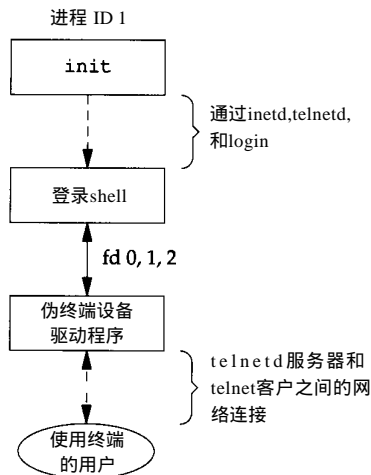 进程 ID 1
init
通过inetd,telnetd,
和login
登录shell
fd 0, 1, 2
伪终端设备
驱动程序
telnetd服务器和
telnet客户之间的网
络连接
使用终端
的用户